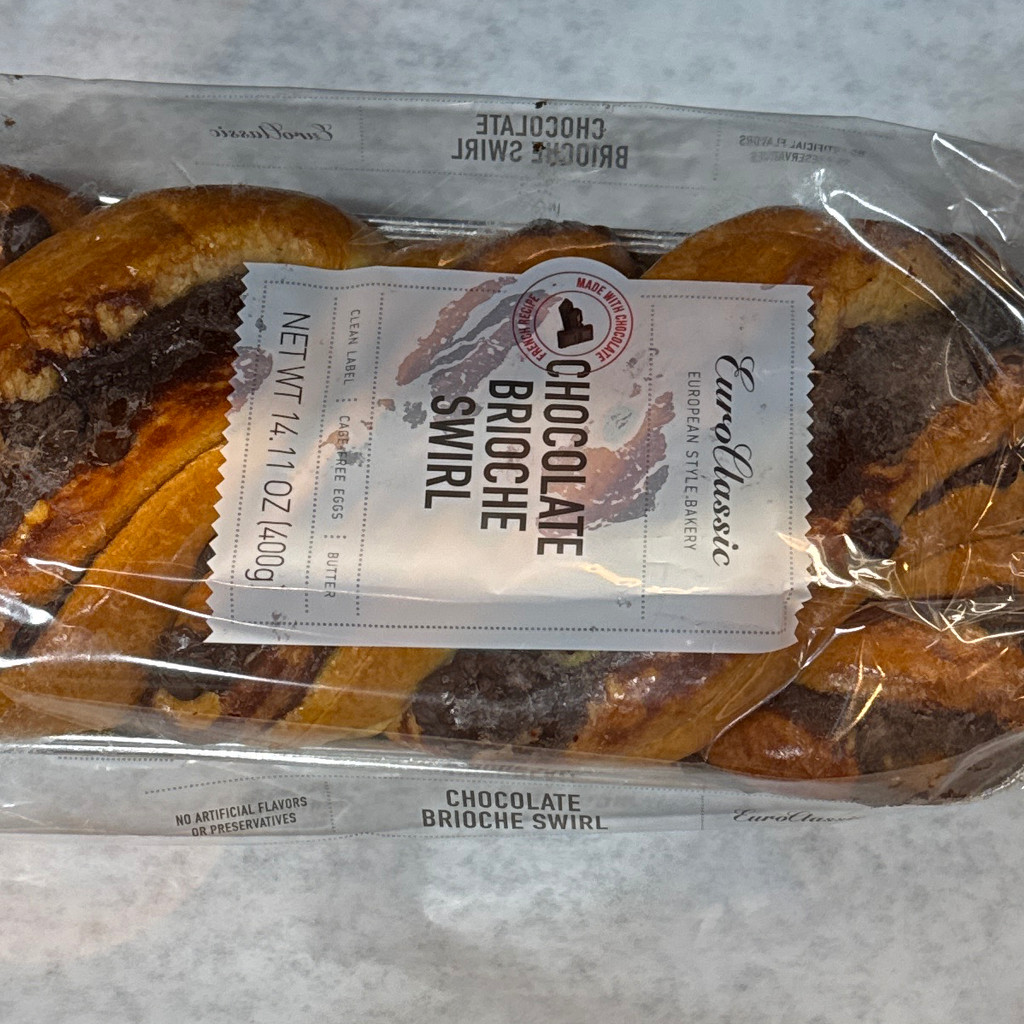 EuroClassic
CHOCOLATE
BRIOCHE SWIRL
EuroClassic
EUROPEAN STYLE BAKERY
MADE WITH CHOCOLATE
FRENCH RECIPE
CHOCOLATE
BRIOCHE
SWIRL
CLEAN LABEL : CAGE FREE EGGS : BUTTER
NET WT 14.11 OZ (400g)
NO ARTIFICIAL FLAVORS
OR PRESERVATIVES
CHOCOLATE
BRIOCHE SWIRL
EuroClassic